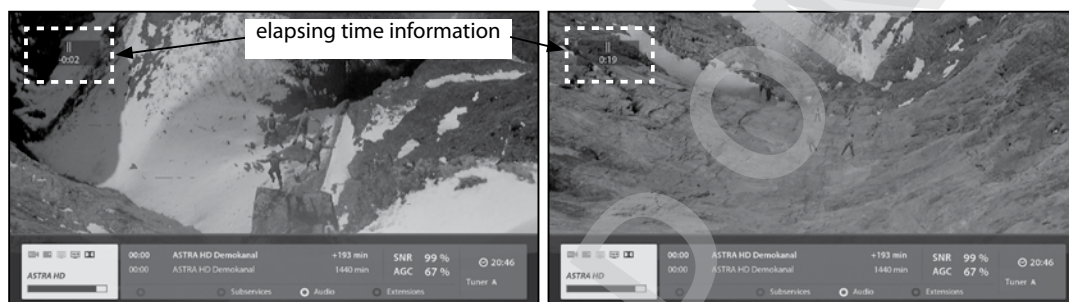 elapsing time information
-0:02
0:19
ASTRA HD
00:00 ASTRA HD Demokanal +193 min
00:00 ASTRA HD Demokanal 1440 min
SNR 99 %
AGC 67 %
20:46
Tuner A
Subservices Audio Extensions
ASTRA HD
00:00 ASTRA HD Demokanal +193 min
00:00 ASTRA HD Demokanal 1440 min
SNR 99 %
AGC 67 %
20:46
Tuner A
Subservices Audio Extensions